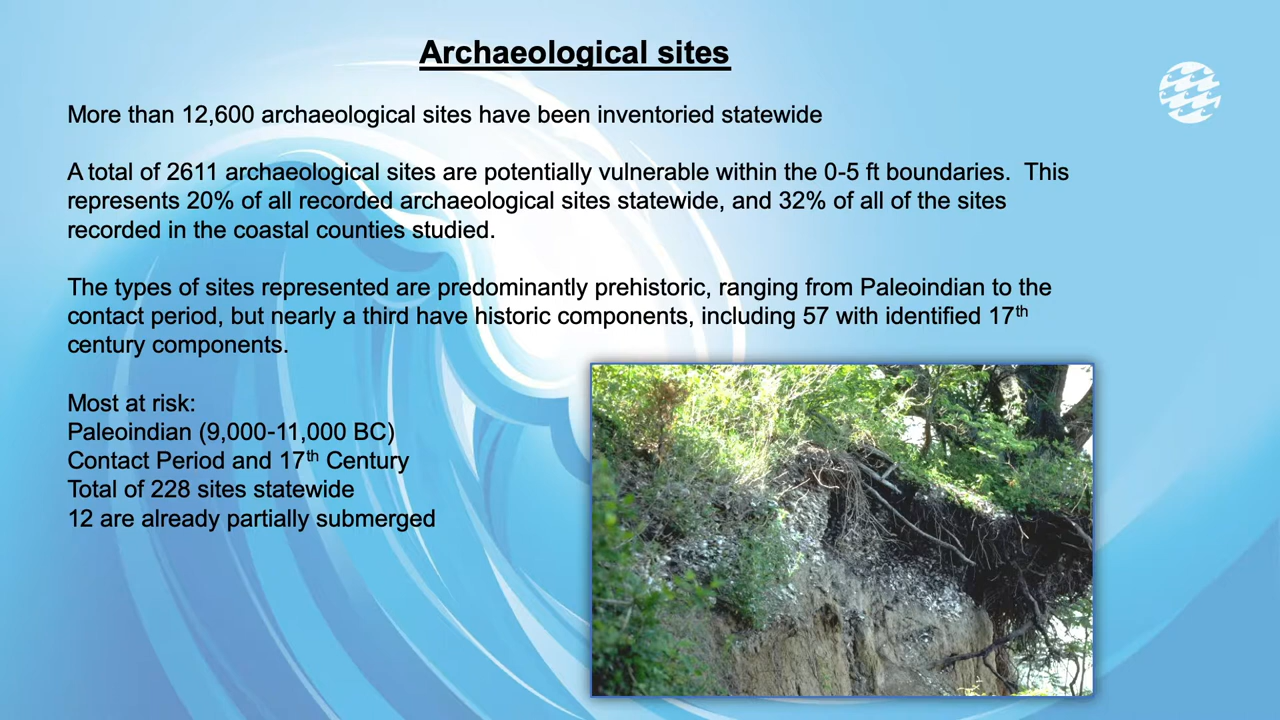 Archaeological sites
More than 12,600 archaeological sites have been inventoried statewide
A total of 2611 archaeological sites are potentially vulnerable within the 0-5 ft boundaries.  This
represents 20% of all recorded archaeological sites statewide, and 32% of all of the sites
recorded in the coastal counties studied.
The types of sites represented are predominantly prehistoric, ranging from Paleoindian to the
contact period, but nearly a third have historic components, including 57 with identified 17th
century components.
Most at risk:
Paleoindian (9,000-11,000 BC)
Contact Period and 17th Century
Total of 228 sites statewide
12 are already partially submerged